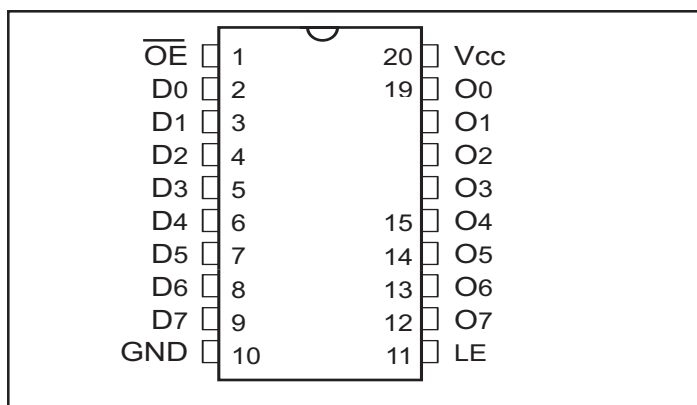 O̅E̅ 1 20 Vcc
D0 2 19 O0
D1 3 O1
D2 4 O2
D3 5 O3
D4 6 15 O4
D5 7 14 O5
D6 8 13 O6
D7 9 12 O7
GND 10 11 LE